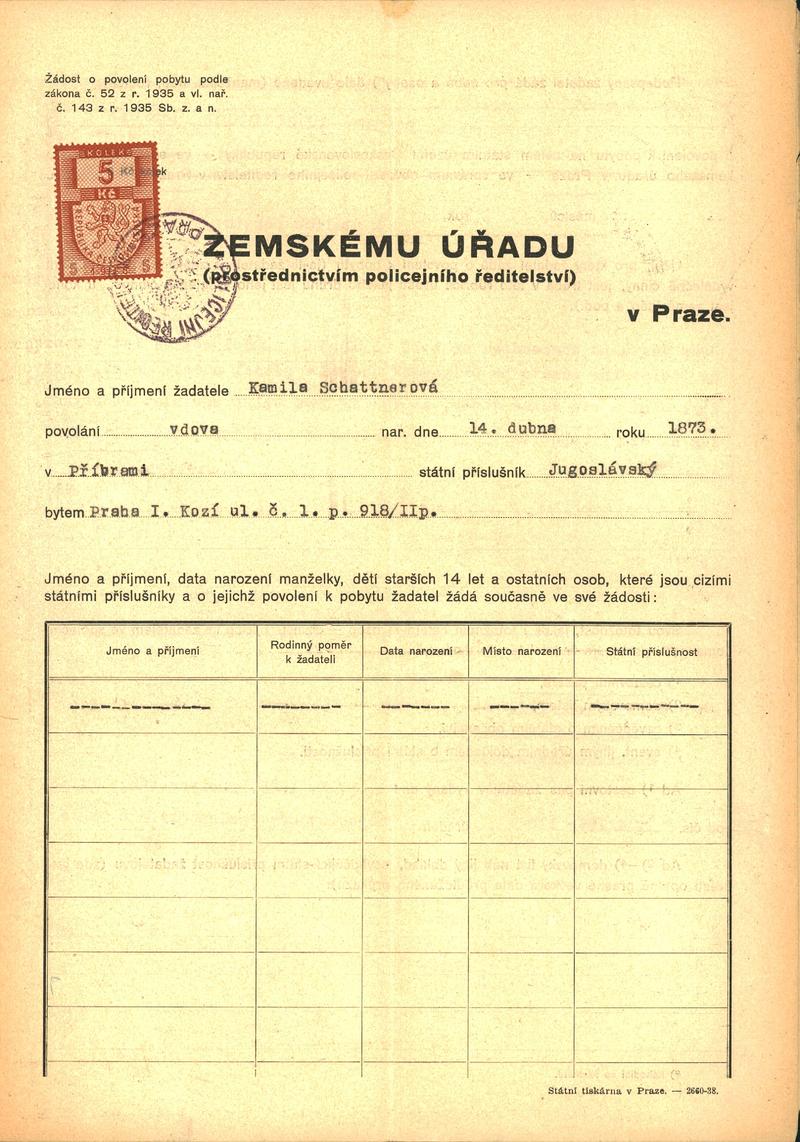 Žádost o povolení pobytu podle
zákona č. 52 z r. 1935 a vl. nař.
č. 143 z r. 1935 Sb. z. a n.
KOLEK
5
Kč
ZEMSKÉMU ÚŘADU
(prostřednictvím policejního ředitelství)
v Praze.
Jméno a příjmení žadatele Kamila Schattnerová
povolání vdova nar. dne 14. dubna roku 1873.
v Příbrami státní příslušník Jugoslávský
bytem Praha I. Kozí ul. č. 1. p. 918/IIp.
Jméno a příjmení, data narození manželky, dětí starších 14 let a ostatních osob, které jsou cizími
státními příslušníky a o jejichž povolení k pobytu žadatel žádá současně ve své žádosti:
Jméno a příjmení Rodinný poměr k žadateli Data narození Místo narození Státní příslušnost
Státní tiskárna v Praze. — 2660-38.